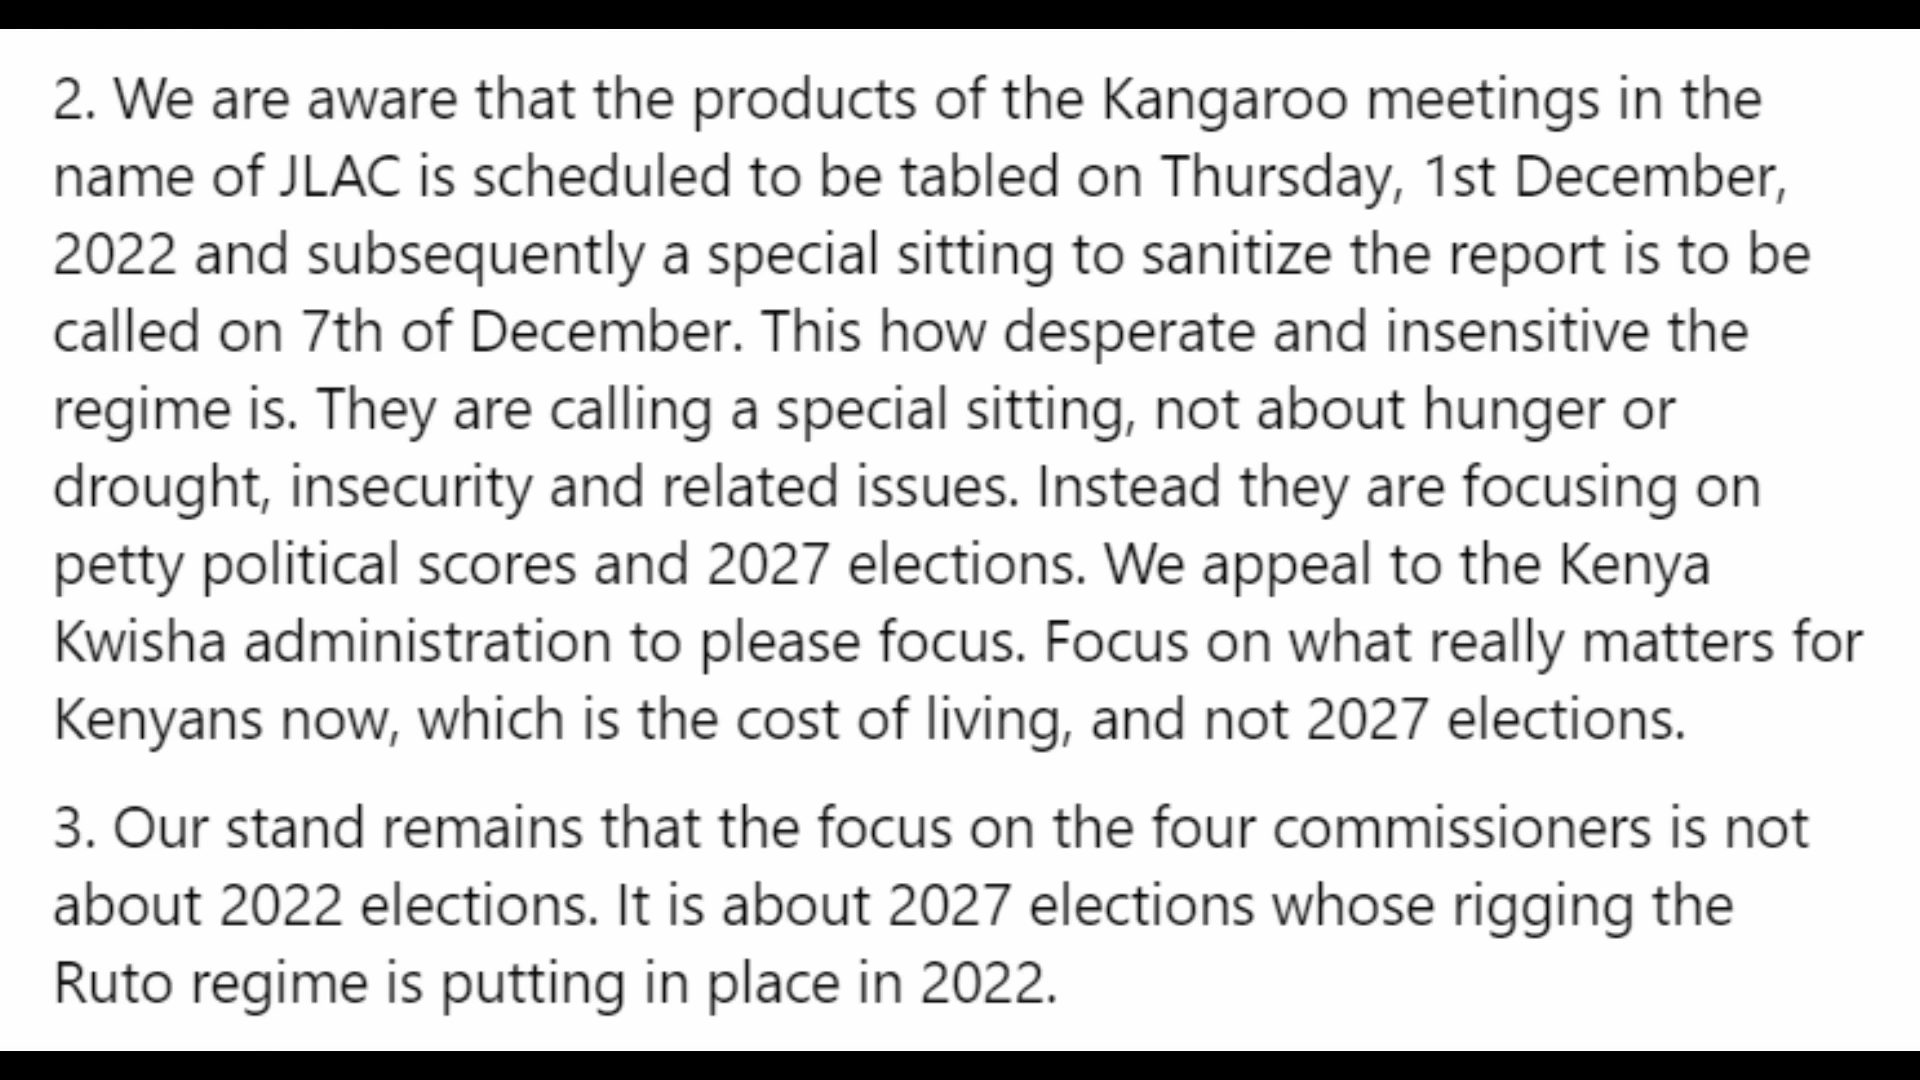 2. We are aware that the products of the Kangaroo meetings in the
name of JLAC is scheduled to be tabled on Thursday, 1st December,
2022 and subsequently a special sitting to sanitize the report is to be
called on 7th of December. This how desperate and insensitive the
regime is. They are calling a special sitting, not about hunger or
drought, insecurity and related issues. Instead they are focusing on
petty political scores and 2027 elections. We appeal to the Kenya
Kwisha administration to please focus. Focus on what really matters for
Kenyans now, which is the cost of living, and not 2027 elections.
3. Our stand remains that the focus on the four commissioners is not
about 2022 elections. It is about 2027 elections whose rigging the
Ruto regime is putting in place in 2022.